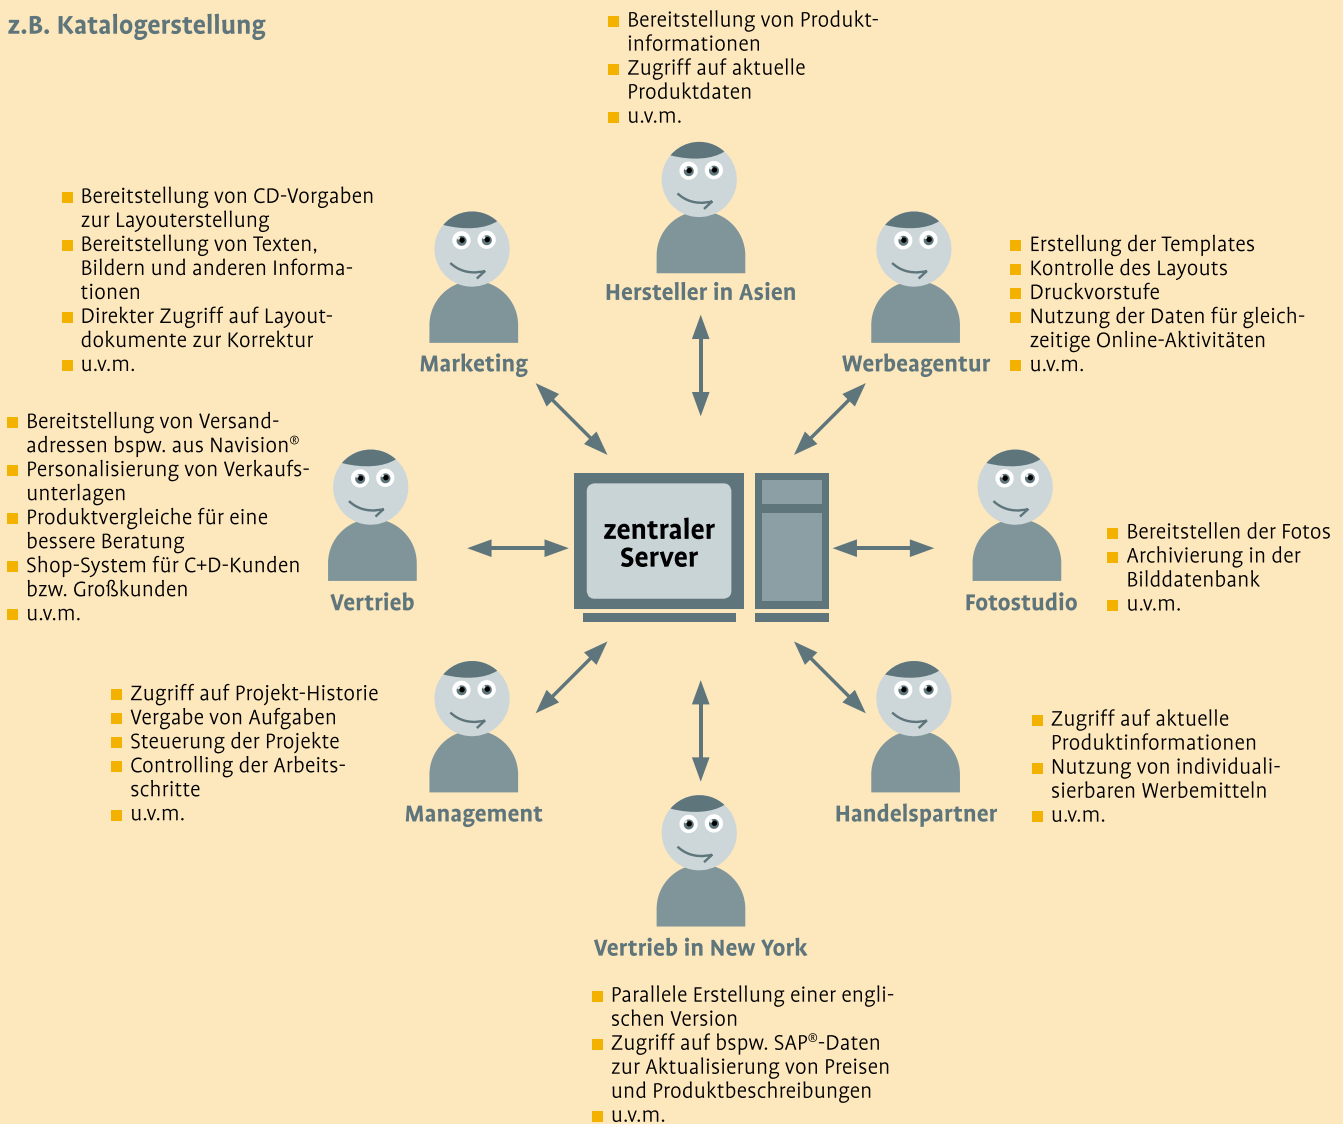 z.B. Katalogerstellung
Bereitstellung von Produkt-
informationen
Zugriff auf aktuelle
Produktdaten
u.v.m.
Hersteller in Asien
Bereitstellung von CD-Vorgaben
zur Layouterstellung
Bereitstellung von Texten,
Bildern und anderen Informa-
tionen
Direkter Zugriff auf Layout-
dokumente zur Korrektur
u.v.m.
Marketing
Erstellung der Templates
Kontrolle des Layouts
Druckvorstufe
Nutzung der Daten für gleich-
zeitige Online-Aktivitäten
u.v.m.
Werbeagentur
Bereitstellung von Versand-
adressen bspw. aus Navision®
Personalisierung von Verkaufs-
unterlagen
Produktvergleiche für eine
bessere Beratung
Shop-System für C+D-Kunden
bzw. Großkunden
u.v.m.
Vertrieb
zentraler
Server
Bereitstellen der Fotos
Archivierung in der
Bilddatenbank
u.v.m.
Fotostudio
Zugriff auf Projekt-Historie
Vergabe von Aufgaben
Steuerung der Projekte
Controlling der Arbeits-
schritte
u.v.m.
Management
Zugriff auf aktuelle
Produktinformationen
Nutzung von individuali-
sierbaren Werbemitteln
u.v.m.
Handelspartner
Vertrieb in New York
Parallele Erstellung einer engli-
schen Version
Zugriff auf bspw. SAP®-Daten
zur Aktualisierung von Preisen
und Produktbeschreibungen
u.v.m.